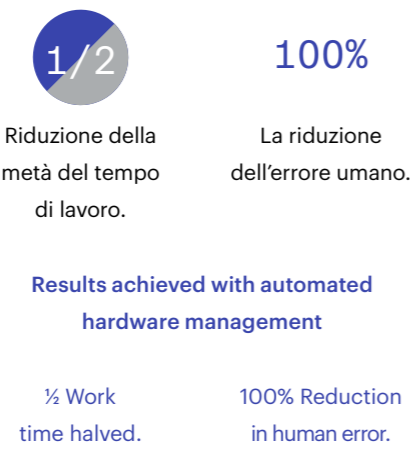 1/2
Riduzione della
metà del tempo
di lavoro.
100%
La riduzione
dell’errore umano.
Results achieved with automated
hardware management
½ Work
time halved.
100% Reduction
in human error.